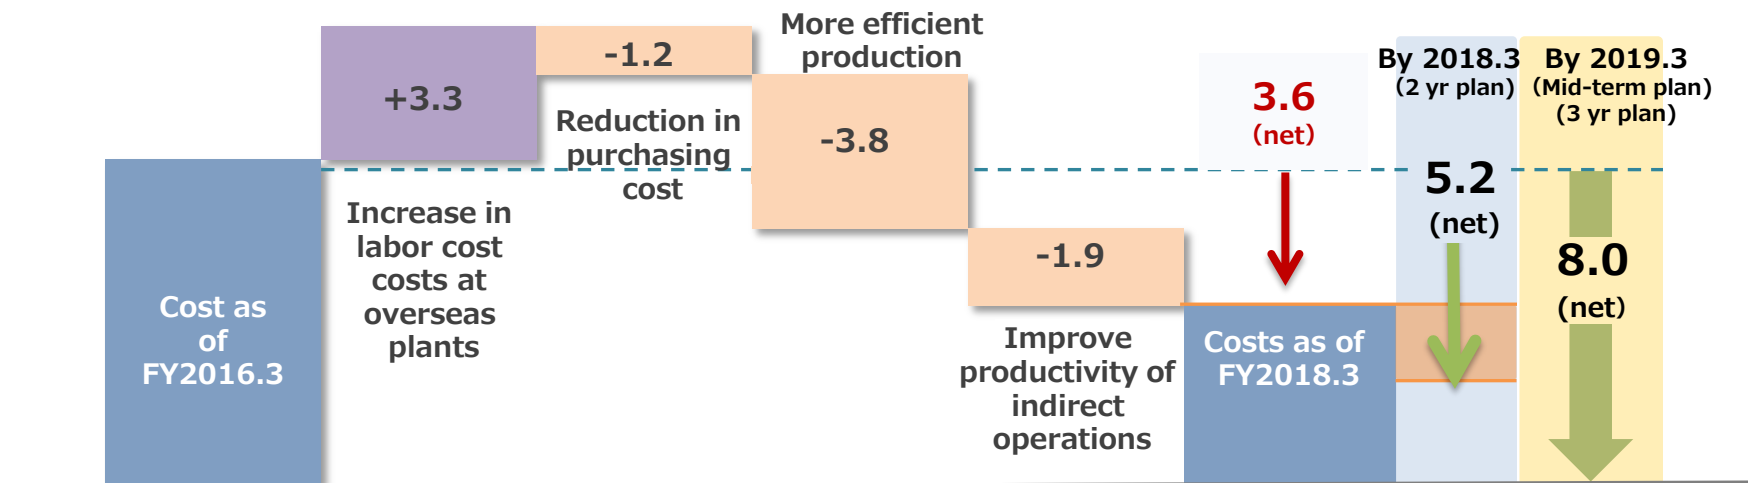 Cost as
of
FY2016.3
+3.3
Increase in
labor cost
costs at
overseas
plants
-1.2
Reduction in
purchasing
cost
More efficient
production
-3.8
-1.9
Improve
productivity of
indirect
operations
3.6
(net)
Costs as of
FY2018.3
By 2018.3
(2 yr plan)
5.2
(net)
By 2019.3
(Mid-term plan)
(3 yr plan)
8.0
(net)